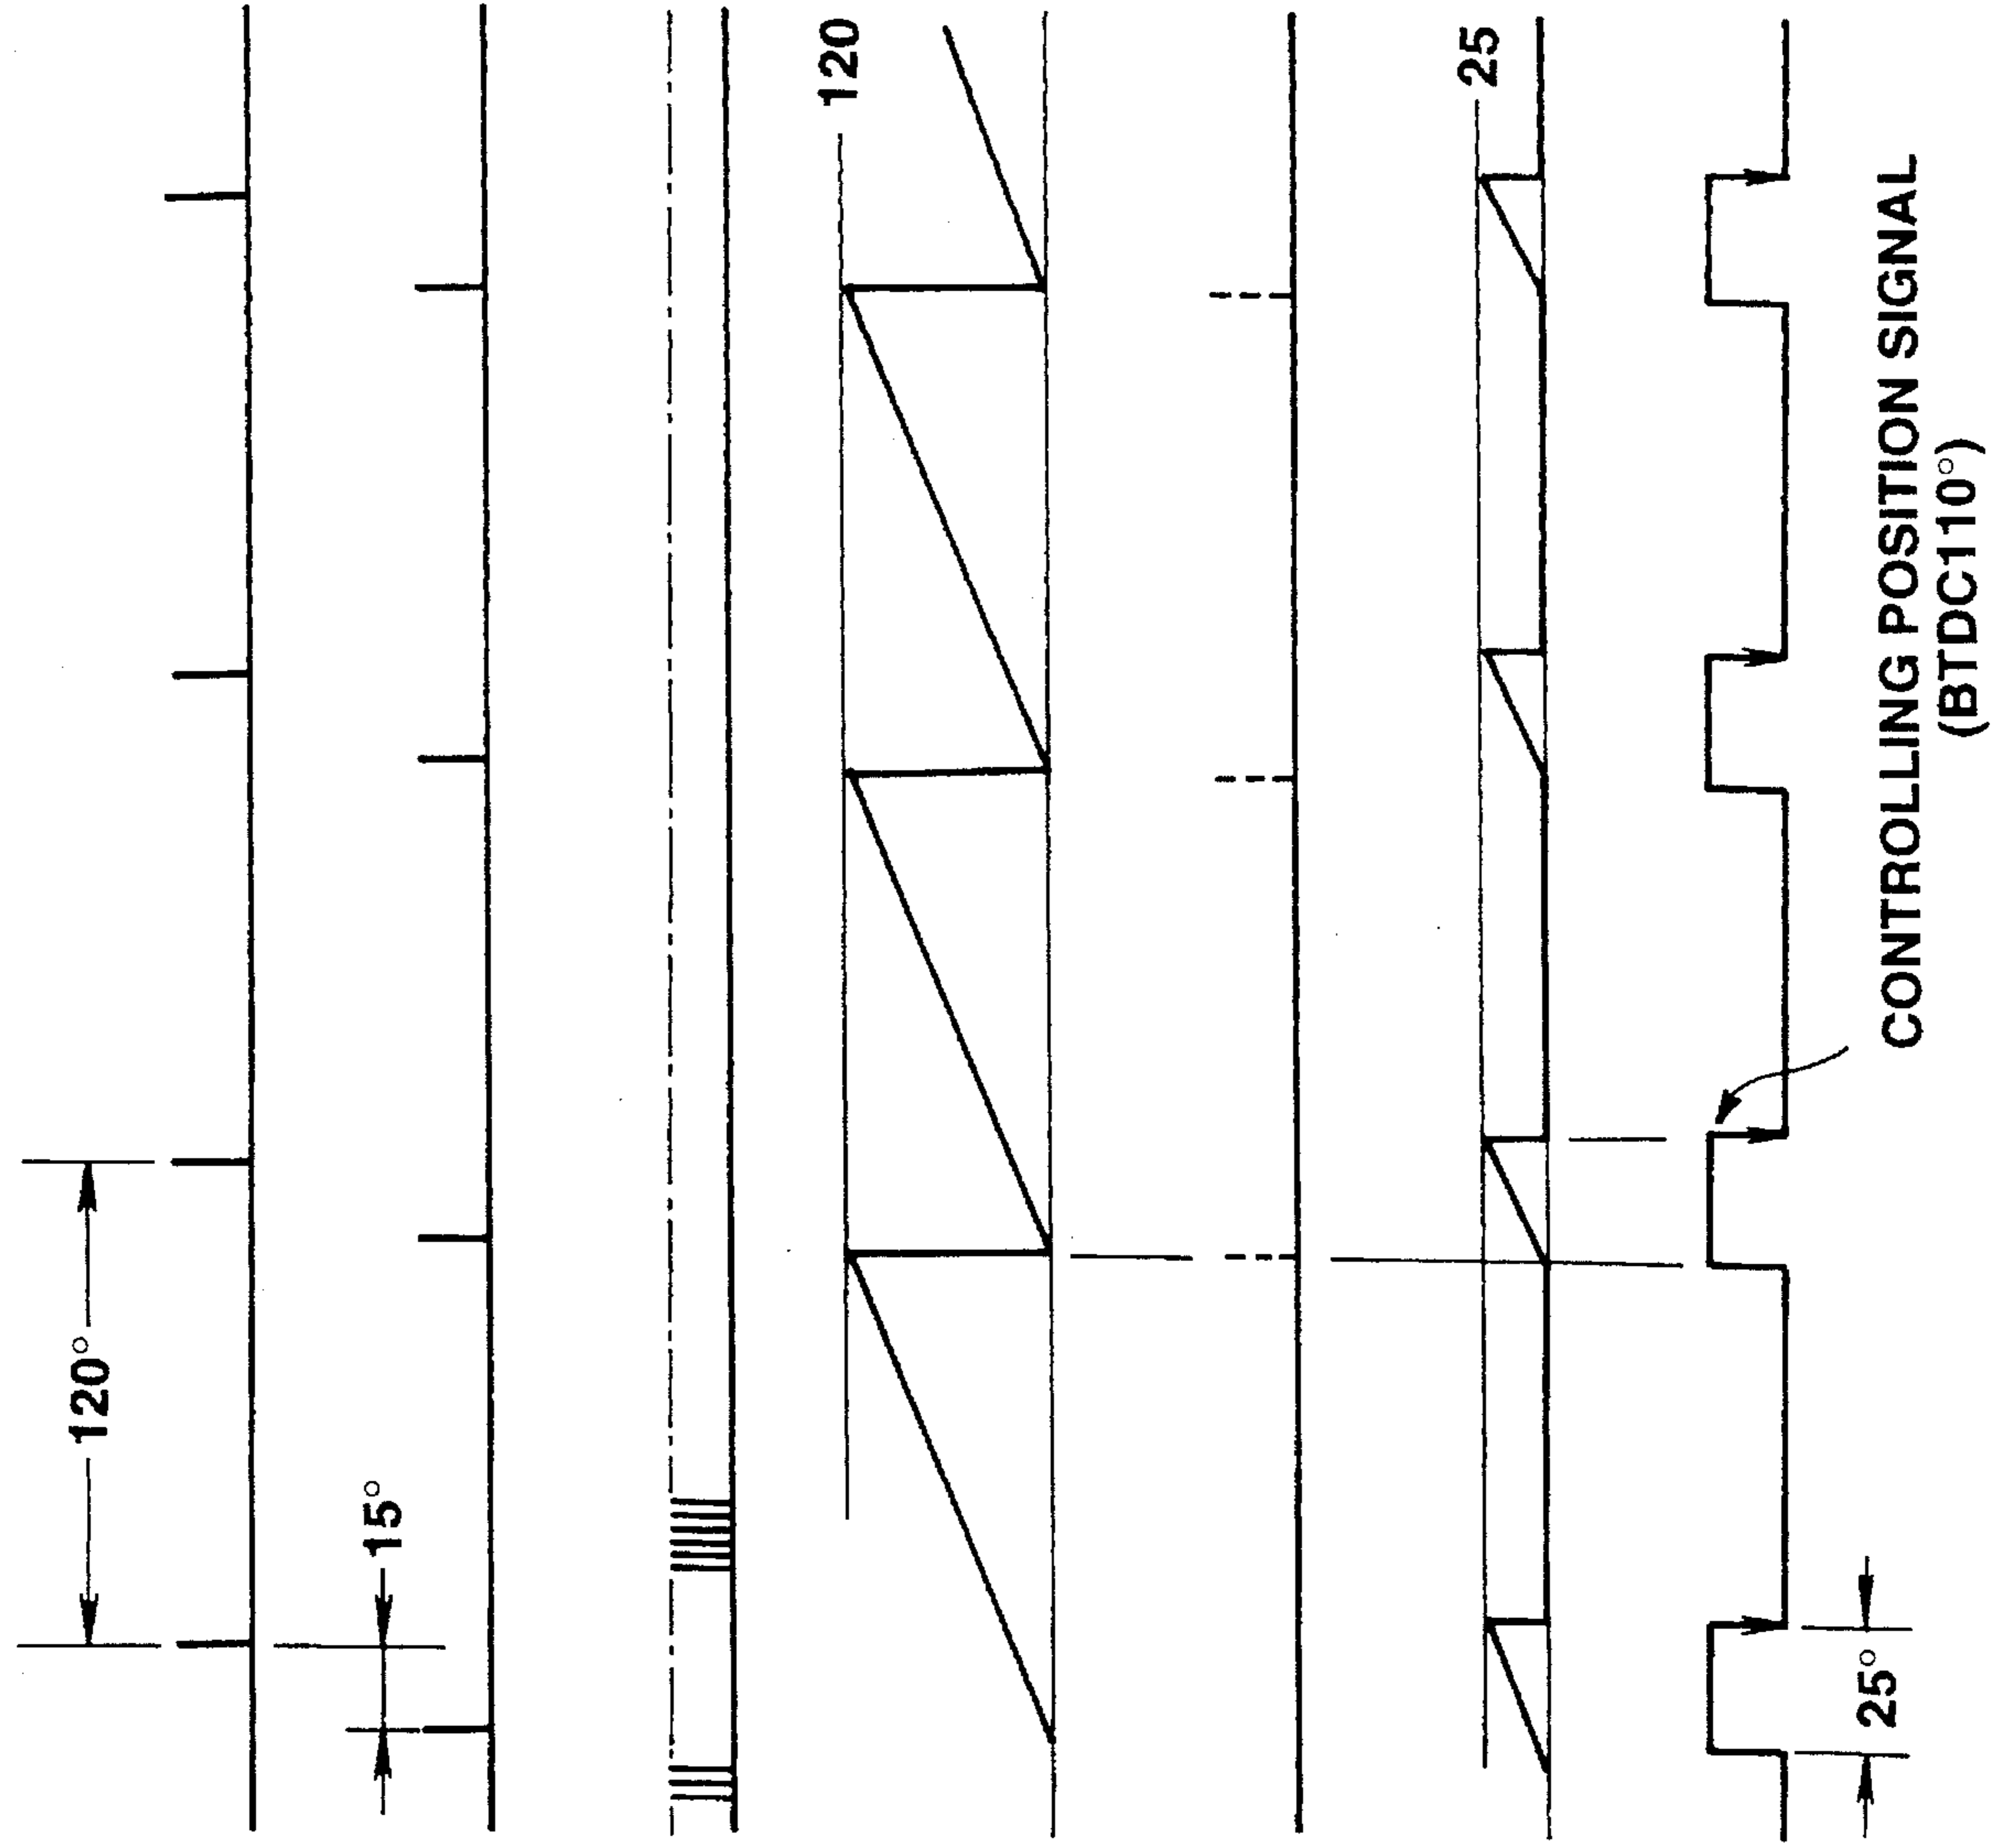 120°
15°
120
25
25°
CONTROLLING POSITION SIGNAL
(BTDC110°)